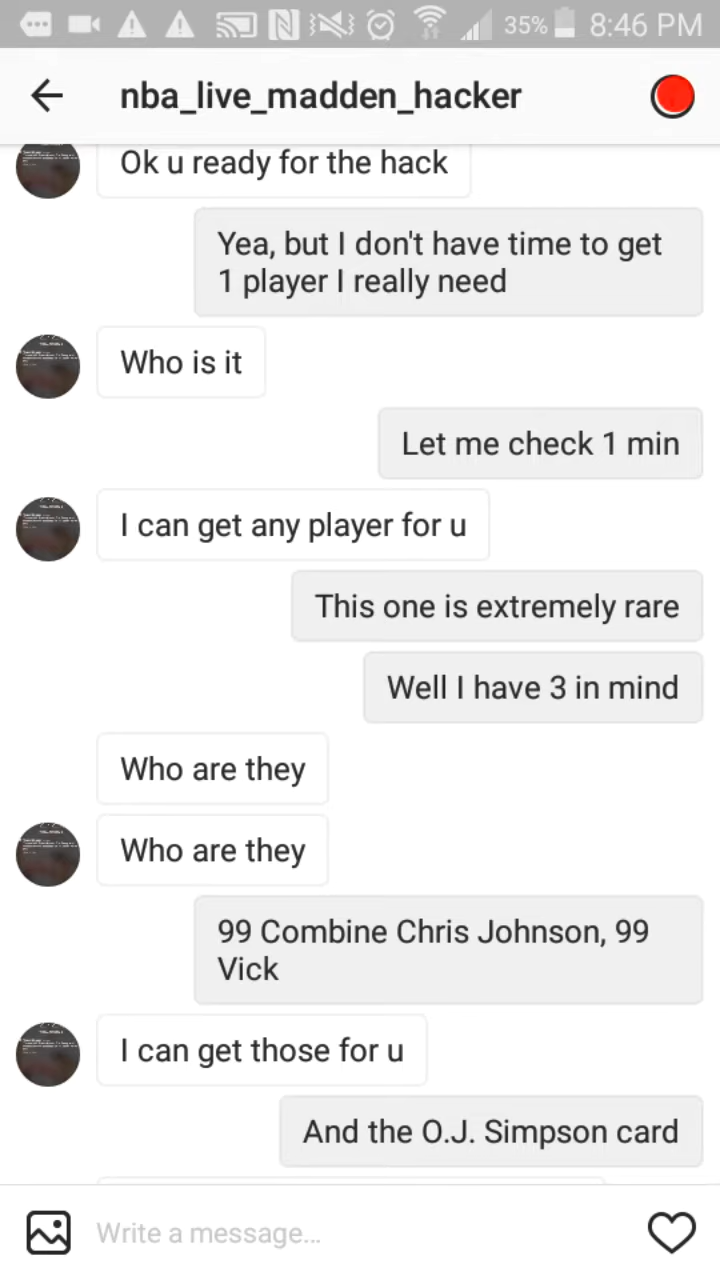 35% 8:46 PM
nba_live_madden_hacker
Ok u ready for the hack
Yea, but I don't have time to get
1 player I really need
Who is it
Let me check 1 min
I can get any player for u
This one is extremely rare
Well I have 3 in mind
Who are they
Who are they
99 Combine Chris Johnson, 99
Vick
I can get those for u
And the O.J. Simpson card
Write a message...